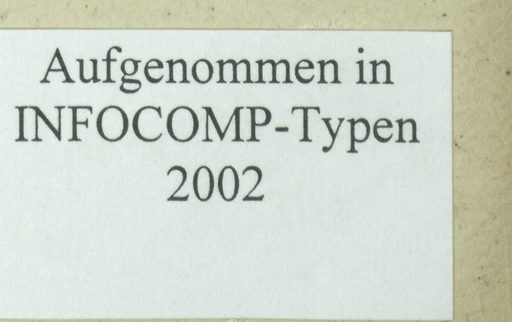 Aufgenommen in
INFOCOMP-Typen
2002